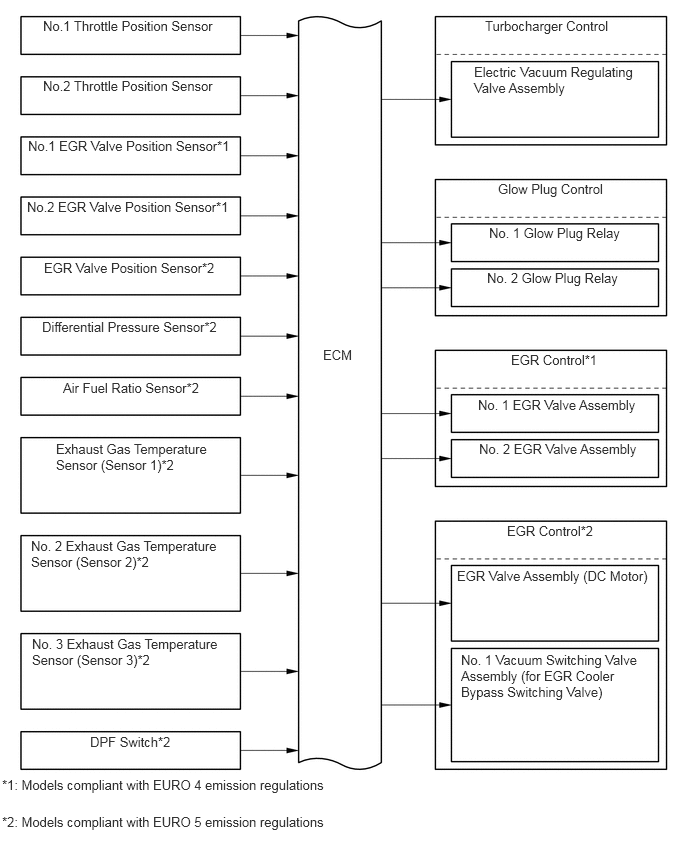 No.1 Throttle Position Sensor
No.2 Throttle Position Sensor
No.1 EGR Valve Position Sensor*1
No.2 EGR Valve Position Sensor*1
EGR Valve Position Sensor*2
Differential Pressure Sensor*2
Air Fuel Ratio Sensor*2
Exhaust Gas Temperature
Sensor (Sensor 1)*2
No. 2 Exhaust Gas Temperature
Sensor (Sensor 2)*2
No. 3 Exhaust Gas Temperature
Sensor (Sensor 3)*2
DPF Switch*2
ECM
Turbocharger Control
Electric Vacuum Regulating
Valve Assembly
Glow Plug Control
No. 1 Glow Plug Relay
No. 2 Glow Plug Relay
EGR Control*1
No. 1 EGR Valve Assembly
No. 2 EGR Valve Assembly
EGR Control*2
EGR Valve Assembly (DC Motor)
No. 1 Vacuum Switching Valve
Assembly (for EGR Cooler
Bypass Switching Valve)
*1: Models compliant with EURO 4 emission regulations
*2: Models compliant with EURO 5 emission regulations